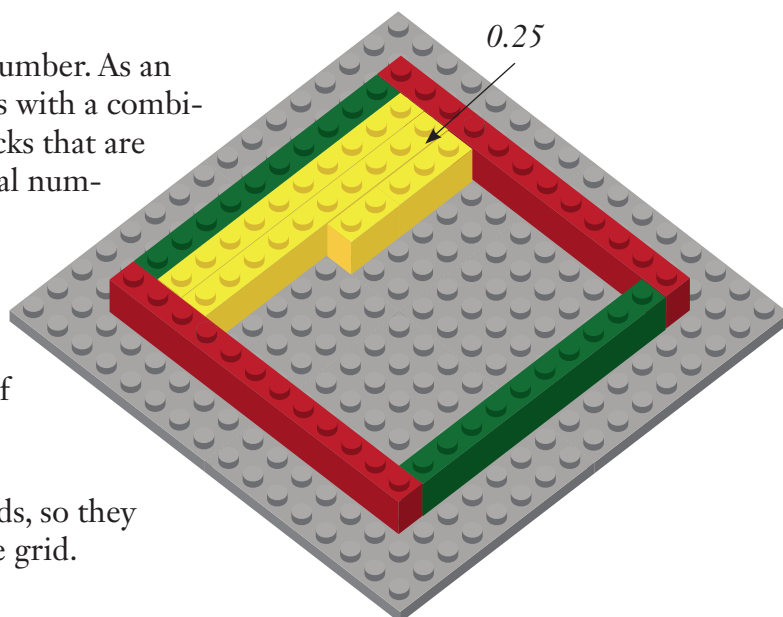 0.25
umber. As an
s with a combi-
cks that are
al num-
f
ds, so they
e grid.